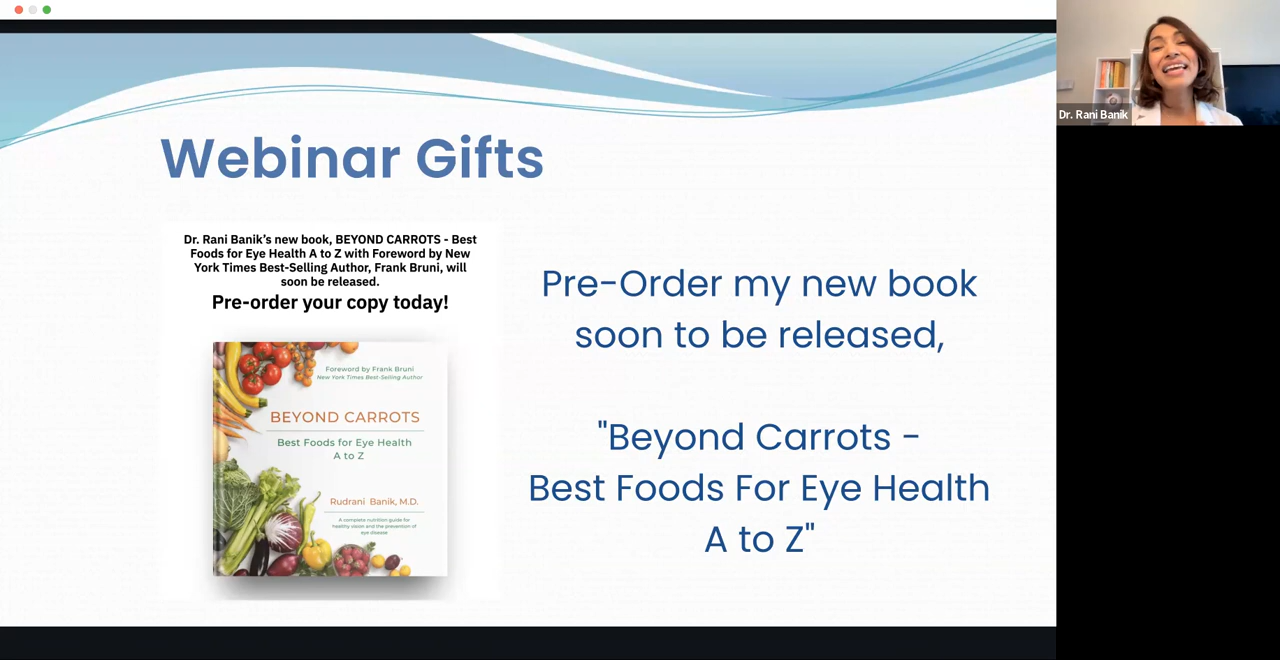 Webinar Gifts
Dr. Rani Banik's new book, BEYOND CARROTS - Best
Foods for Eye Health A to Z with Foreword by New
York Times Best-Selling Author, Frank Bruni, will
soon be released.
Pre-order your copy today!
Foreword by Frank Bruni
New York Times Best-Selling Author
BEYOND CARROTS
Best Foods for Eye Health
A to Z
Rudrani Banik, M.D.
A complete nutrition guide for
healthy vision and the prevention of
eye disease
Pre-Order my new book
soon to be released,
"Beyond Carrots -
Best Foods For Eye Health
A to Z"
Dr. Rani Banik